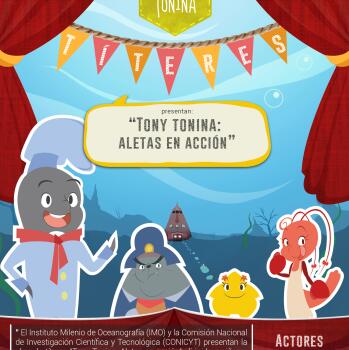 TONINA
TÍTERES
presentan:
"TONY TONINA:
ALETAS EN ACCIÓN"
* El Instituto Milenio de Oceanografía (IMO) y la Comisión Nacional
de Investigación Científica y Tecnológica (CONICYT) presentan la
ACTORES